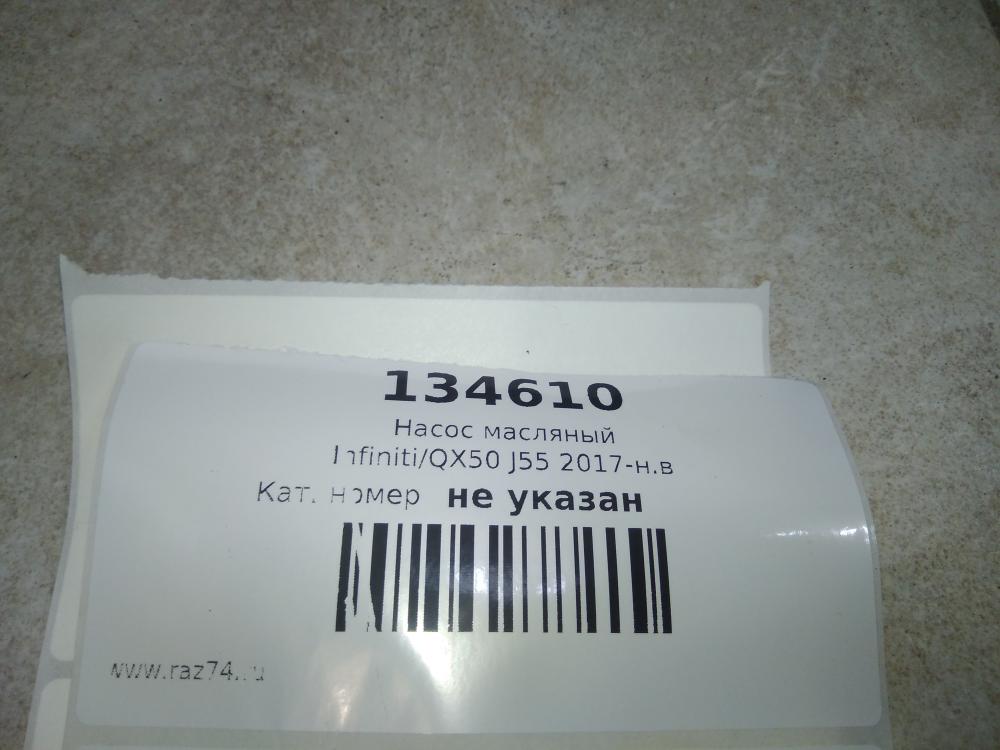 134610
Насос масляный
Infiniti/QX50 J55 2017-н.в
Кат. номер не указан
www.raz74.ru